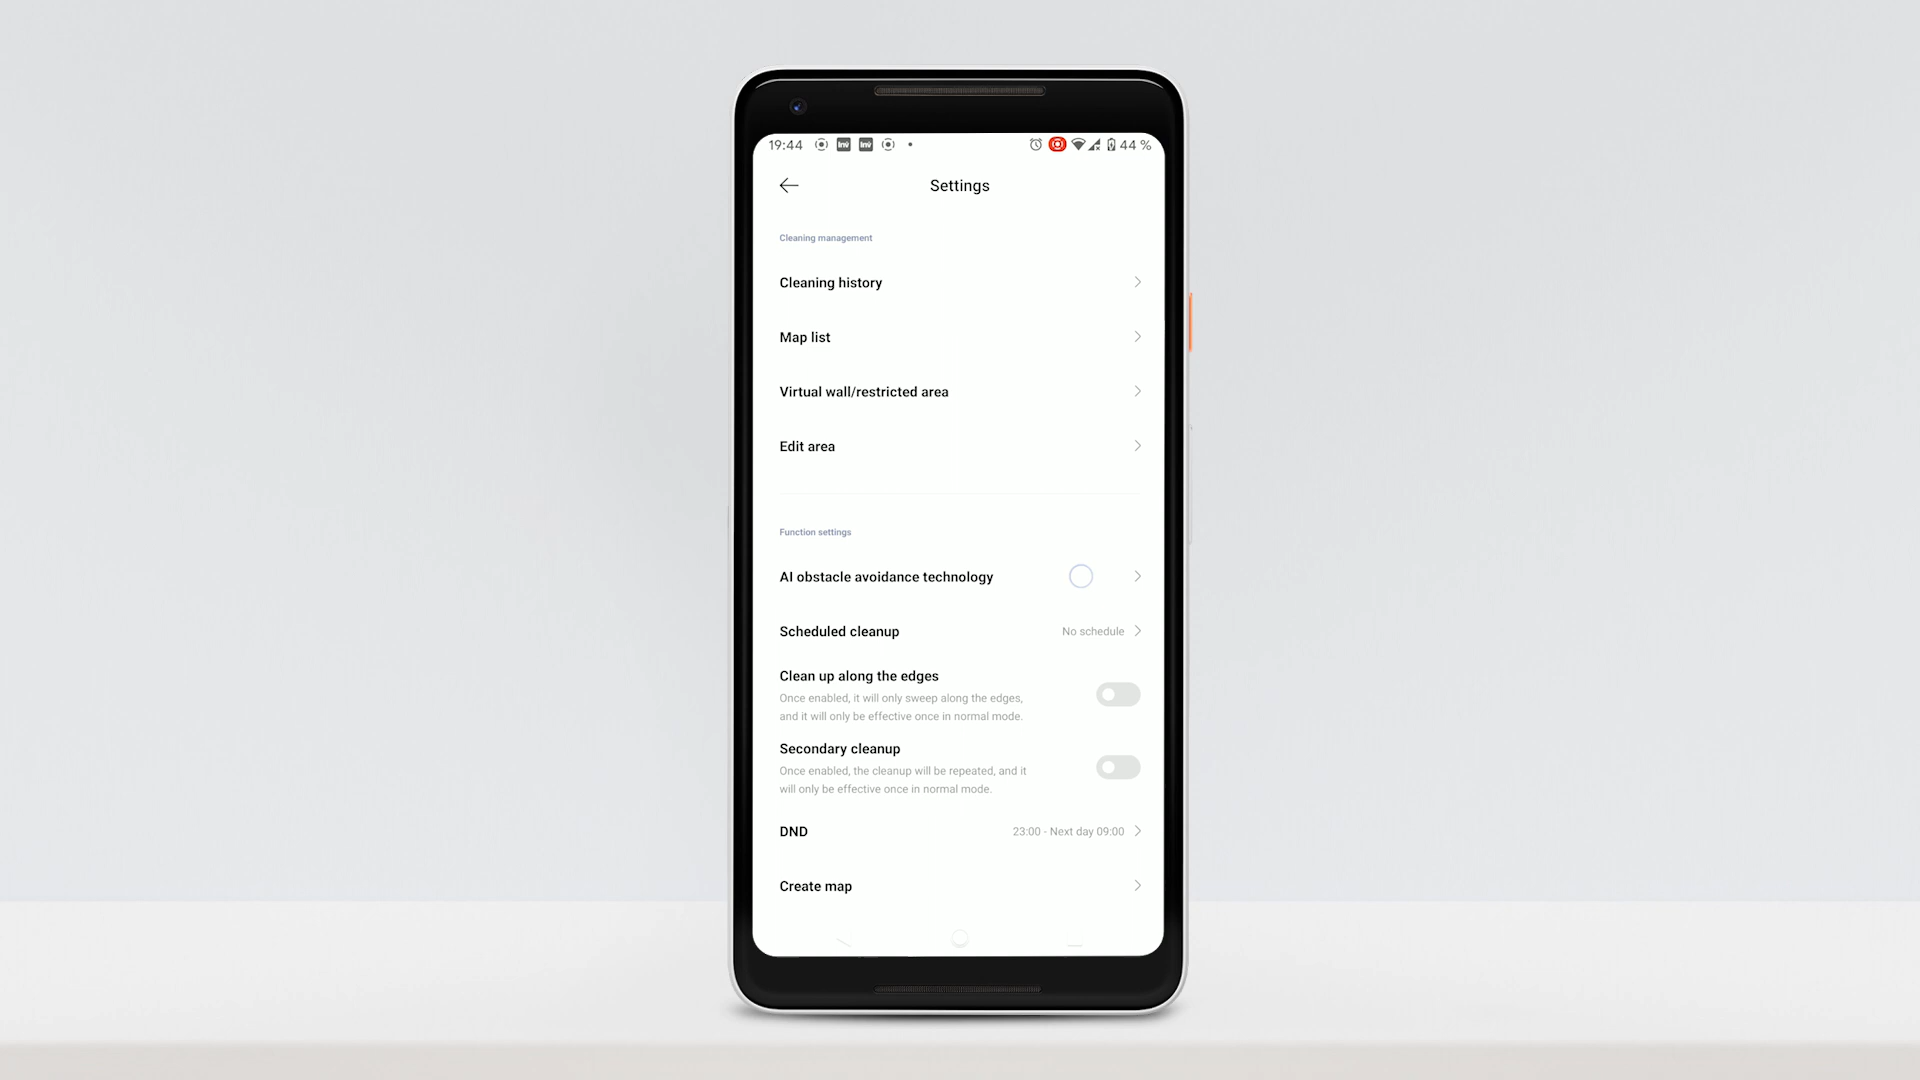 19:44 44 %
Settings
Cleaning management
Cleaning history
Map list
Virtual wall/restricted area
Edit area
Function settings
AI obstacle avoidance technology
Scheduled cleanup No schedule
Clean up along the edges
Once enabled, it will only sweep along the edges,
and it will only be effective once in normal mode.
Secondary cleanup
Once enabled, the cleanup will be repeated, and it
will only be effective once in normal mode.
DND 23:00 - Next day 09:00
Create map